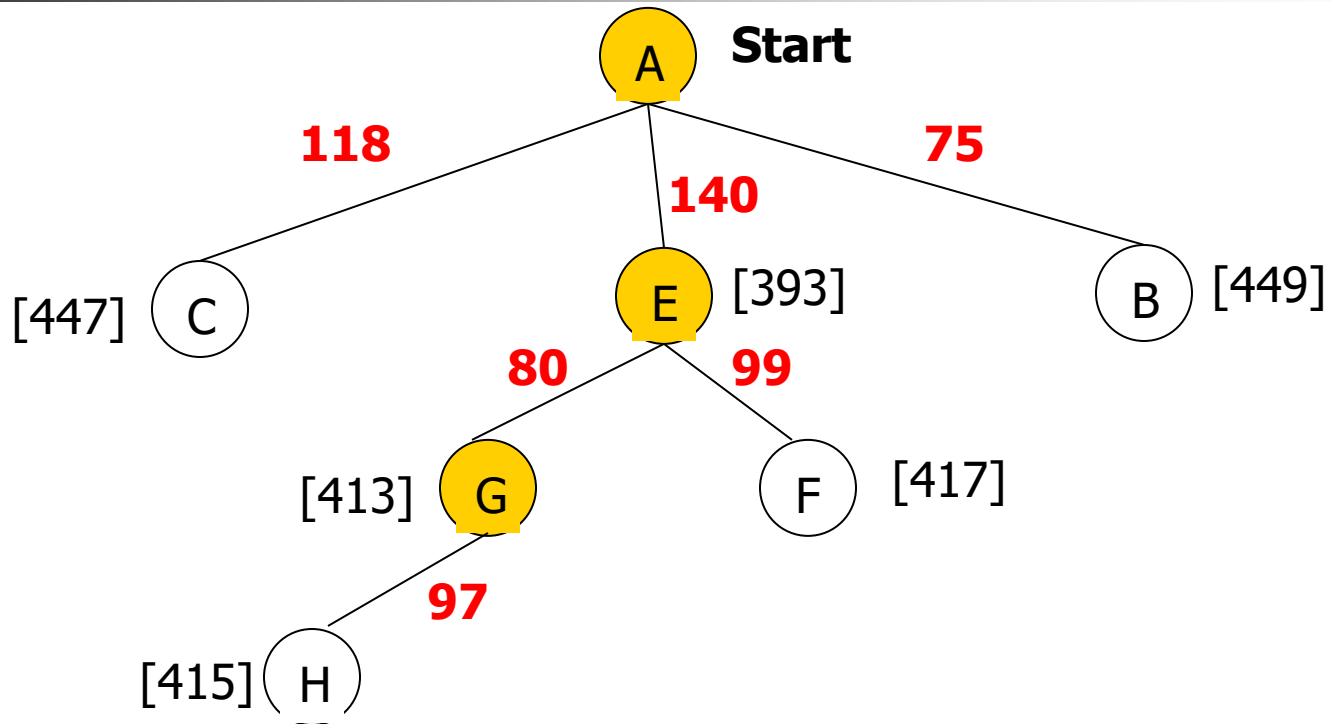 A Start
118
75
140
[447] C
E [393]
B [449]
80
99
[413] G
F [417]
97
[415] H